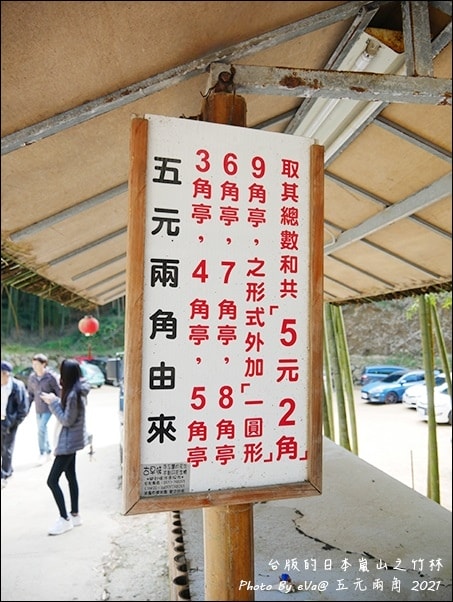 五元兩角由來
3角亭，4角亭，5角亭
6角亭，7角亭，8角亭
9角亭，之形式外加「一圓形」
取其總數和共「5元2角」
台版的日本嵐山之竹林
Photo By eVa@ 五元兩角 2021